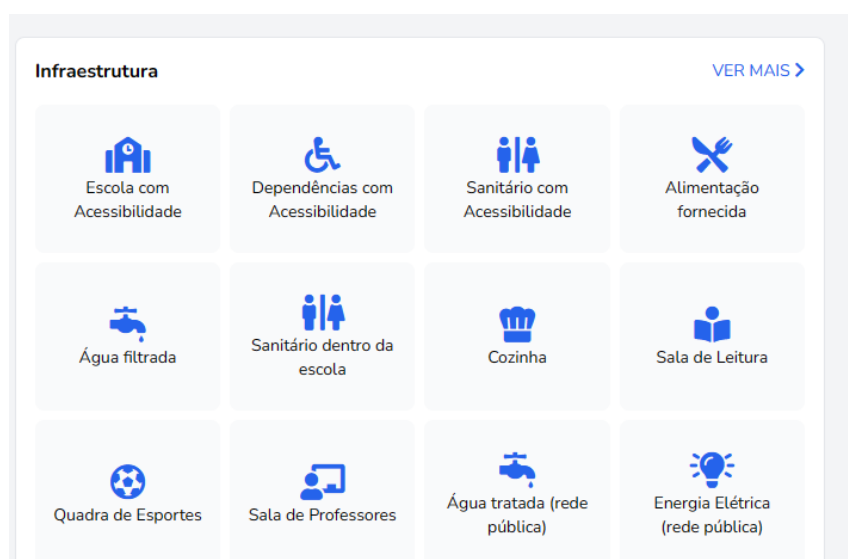 Infraestrutura
VER MAIS
Escola com
Acessibilidade
Dependências com
Acessibilidade
Sanitário com
Acessibilidade
Alimentação
fornecida
Água filtrada
Sanitário dentro da
escola
Cozinha
Sala de Leitura
Quadra de Esportes
Sala de Professores
Água tratada (rede
pública)
Energia Elétrica
(rede pública)